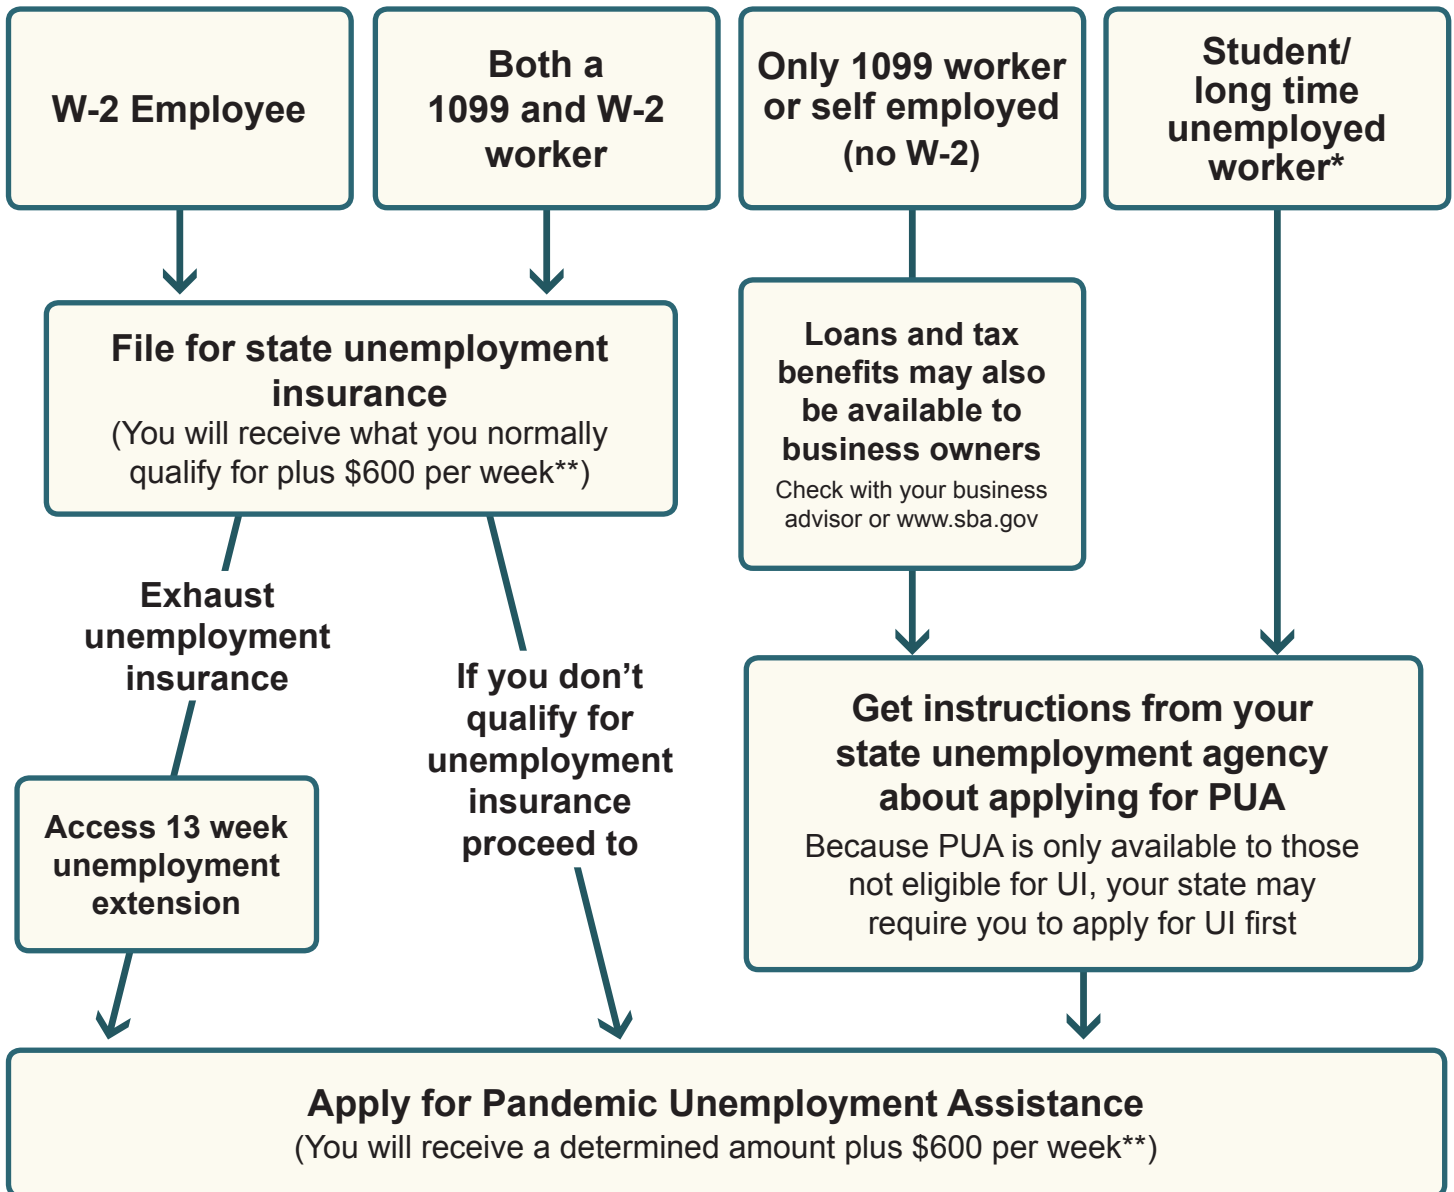 W-2 Employee
Both a
1099 and W-2
worker
Only 1099 worker
or self employed
(no W-2)
Student/
long time
unemployed
worker*
File for state unemployment
insurance
(You will receive what you normally
qualify for plus $600 per week**)
Loans and tax
benefits may also
be available to
business owners
Check with your business
advisor or www.sba.gov
Exhaust
unemployment
insurance
If you don’t
qualify for
unemployment
insurance
proceed to
Get instructions from your
state unemployment agency
about applying for PUA
Because PUA is only available to those
not eligible for UI, your state may
require you to apply for UI first
Access 13 week
unemployment
extension
Apply for Pandemic Unemployment Assistance
(You will receive a determined amount plus $600 per week**)